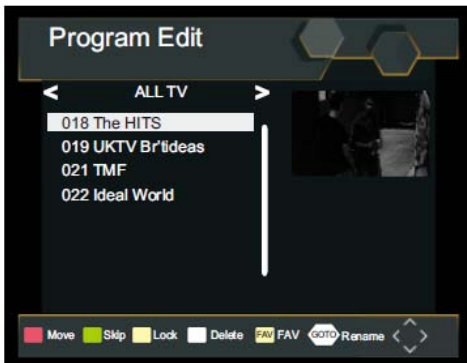 Program Edit
< ALL TV >
018 The HITS
019 UKTV Br'tideas
021 TMF
022 Ideal World
Move Skip Lock Delete FAV FAV GOTO Rename